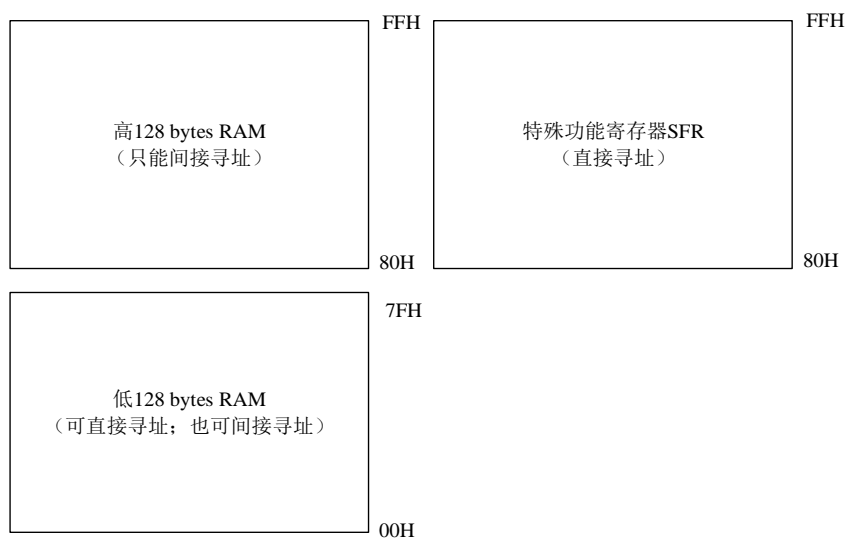 FFH
高128 bytes RAM
（只能间接寻址）
80H
FFH
特殊功能寄存器SFR
（直接寻址）
80H
7FH
低128 bytes RAM
（可直接寻址；也可间接寻址）
00H